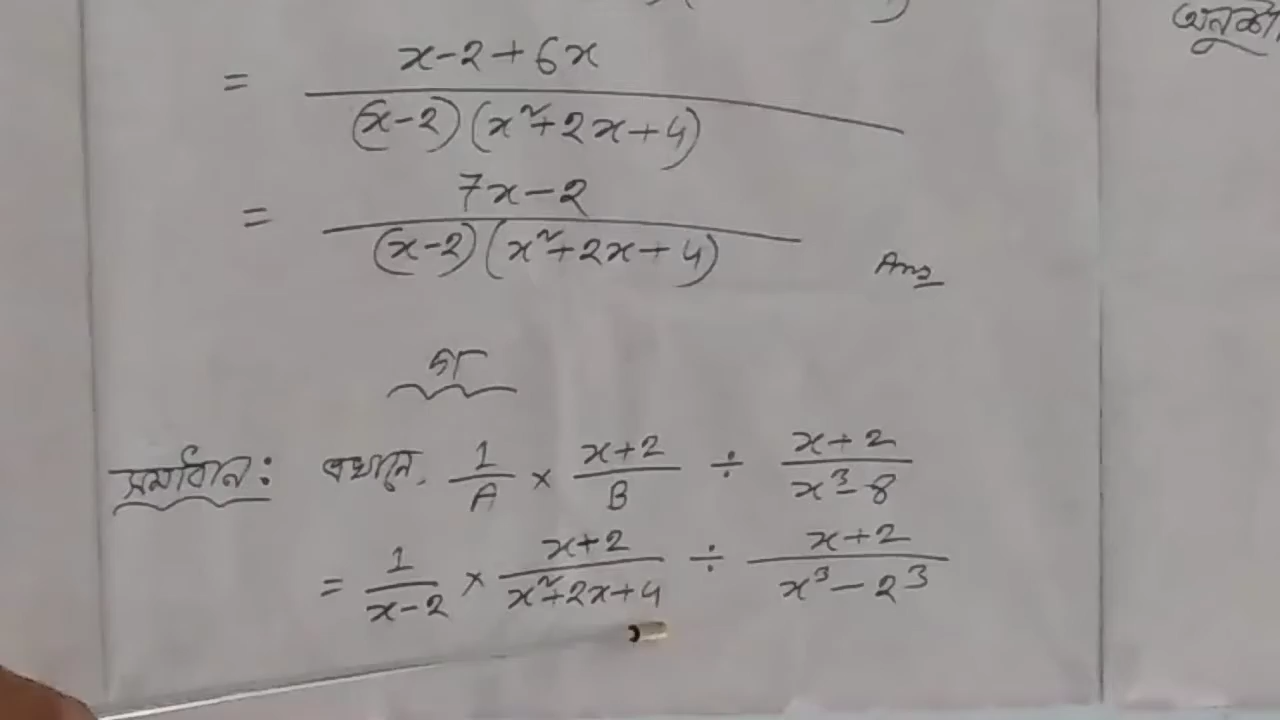 অনুশী
= x-2+6x / (x-2)(x²+2x+4)
= 7x-2 / (x-2)(x²+2x+4) Ans
গ
সমাধান: এখানে, 1/A × x+2/B ÷ x+2/x³-8
= 1/x-2 × x+2/x²+2x+4 ÷ x+2/x³-2³